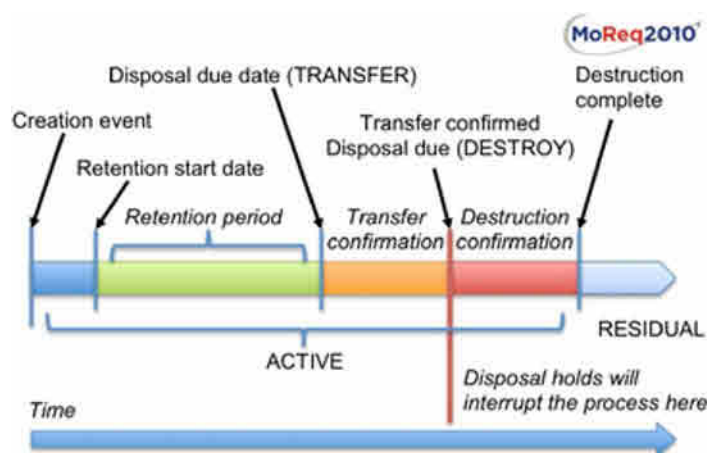 MoReq2010
Disposal due date (TRANSFER)
Destruction
complete
Creation event
Transfer confirmed
Disposal due (DESTROY)
Retention start date
Retention period
Transfer
confirmation
Destruction
confirmation
RESIDUAL
ACTIVE
Disposal holds will
interrupt the process here
Time